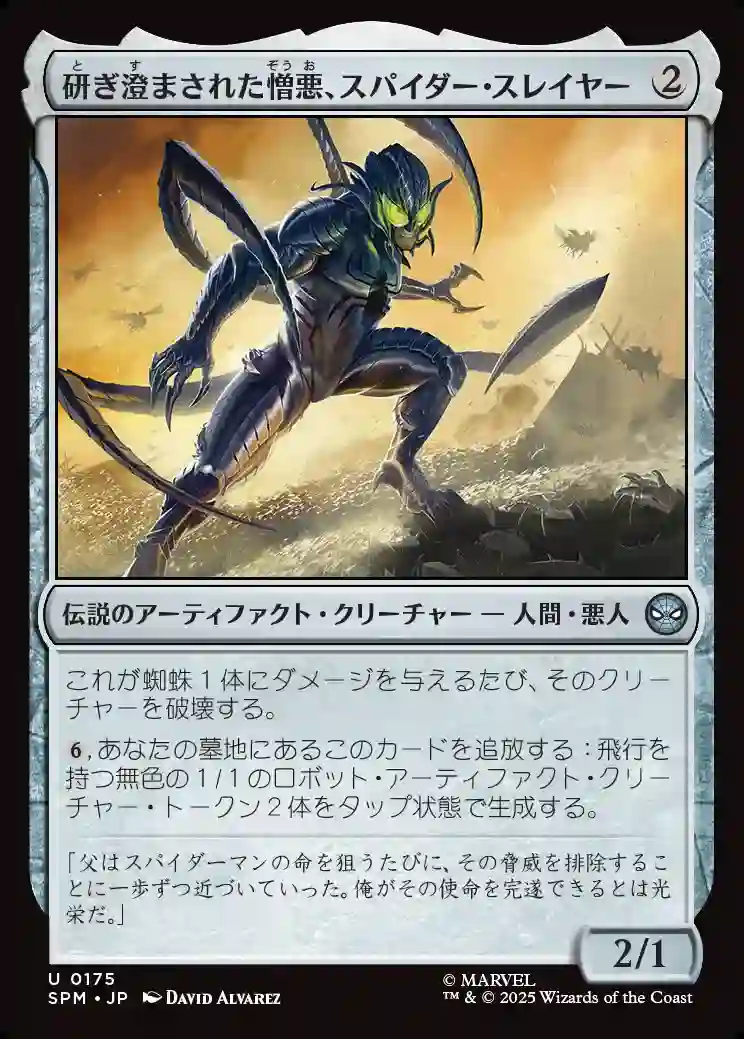 研ぎ澄まされた憎悪、スパイダー・スレイヤー 2
とすぞうお
伝説のアーティファクト・クリーチャー — 人間・悪人
これが蜘蛛1体にダメージを与えるたび、そのクリー
チャーを破壊する。
6,あなたの墓地にあるこのカードを追放する:飛行を
持つ無色の1/1のロボット・アーティファクト・クリー
チャー・トークン2体をタップ状態で生成する。
「父はスパイダーマンの命を狙うたびに、その脅威を排除するこ
とに一歩ずつ近づいていった。俺がその使命を完遂できるとは光
栄だ。」
2/1
U 0175
SPM • JP DAVID ALVAREZ
© MARVEL
™ & © 2025 Wizards of the Coast